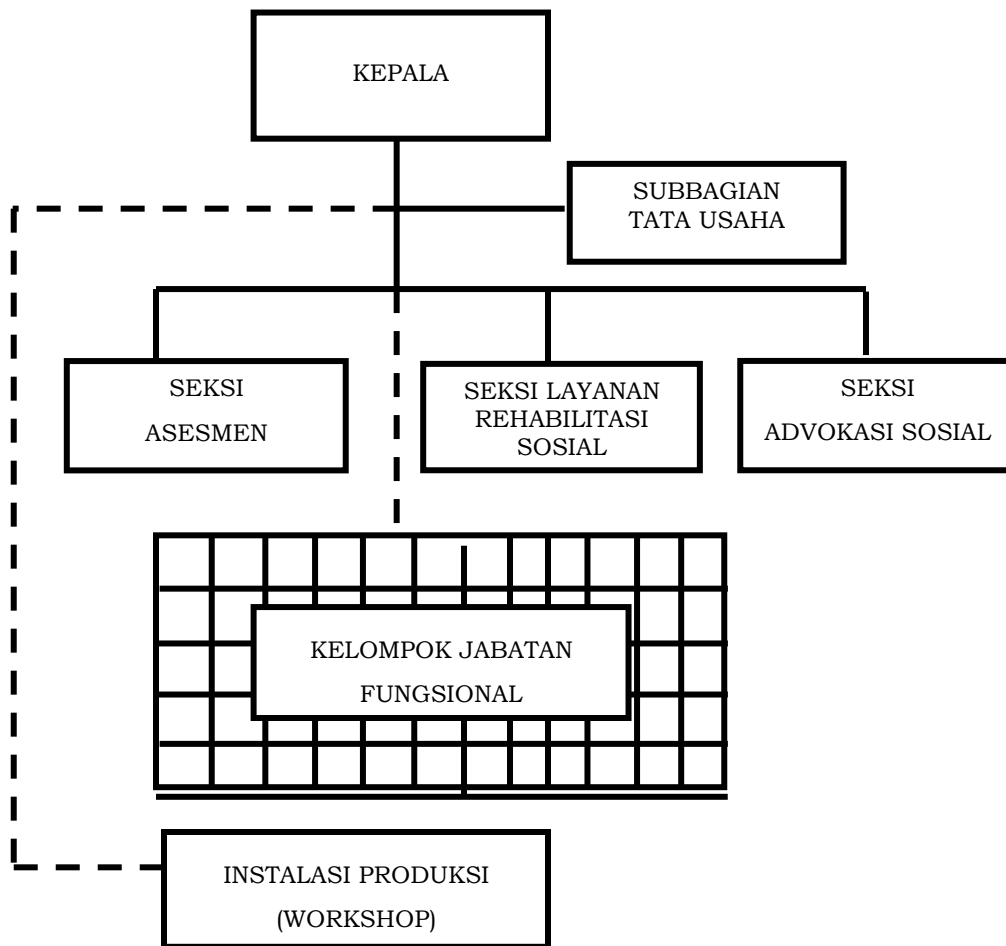 KEPALA
SUBBAGIAN
TATA USAHA
SEKSI
ASESMEN
SEKSI LAYANAN
REHABILITASI
SOSIAL
SEKSI
ADVOKASI SOSIAL
KELOMPOK JABATAN
FUNGSIONAL
INSTALASI PRODUKSI
(WORKSHOP)